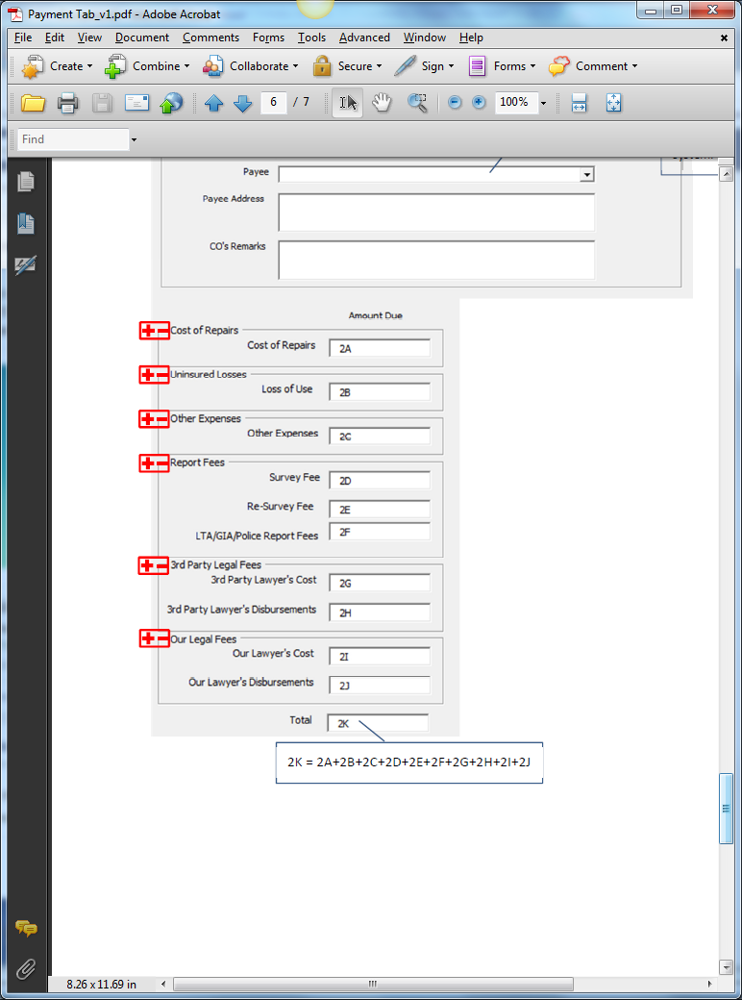 Payment Tab_v1.pdf - Adobe Acrobat
File Edit View Document Comments Forms Tools Advanced Window Help
Create Combine Collaborate Secure Sign Forms Comment
6 / 7 100%
Find
Payee
Payee Address
CO's Remarks
Amount Due
Cost of Repairs
Cost of Repairs 2A
Uninsured Losses
Loss of Use 2B
Other Expenses
Other Expenses 2C
Report Fees
Survey Fee 2D
Re-Survey Fee 2E
LTA/GIA/Police Report Fees 2F
3rd Party Legal Fees
3rd Party Lawyer's Cost 2G
3rd Party Lawyer's Disbursements 2H
Our Legal Fees
Our Lawyer's Cost 2I
Our Lawyer's Disbursements 2J
Total 2K
2K = 2A+2B+2C+2D+2E+2F+2G+2H+2I+2J
8.26 x 11.69 in